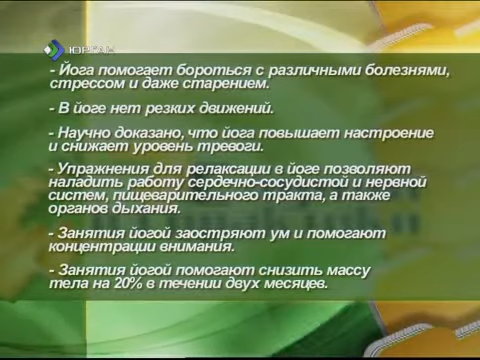 ЮРГАН
- Йога помогает бороться с различными болезнями,
стрессом и даже старением.
- В йоге нет резких движений.
- Научно доказано, что йога повышает настроение
и снижает уровень тревоги.
- Упражнения для релаксации в йоге позволяют
наладить работу сердечно-сосудистой и нервной
систем, пищеварительного тракта, а также
органов дыхания.
- Занятия йогой заостряют ум и помогают
концентрации внимания.
- Занятия йогой помогают снизить массу
тела на 20% в течении двух месяцев.